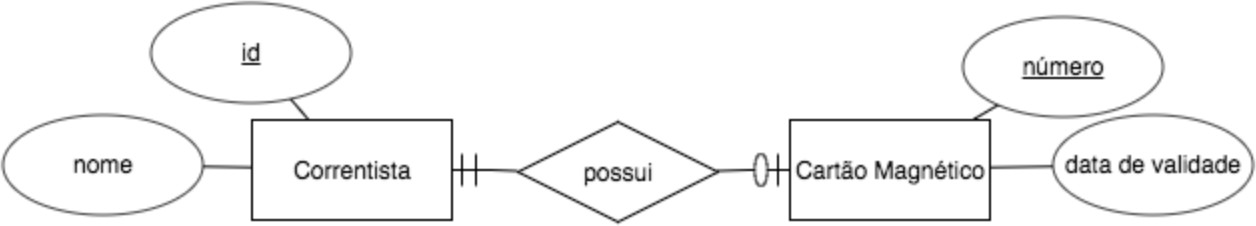 id
número
nome
Correntista
possui
Cartão Magnético
data de validade